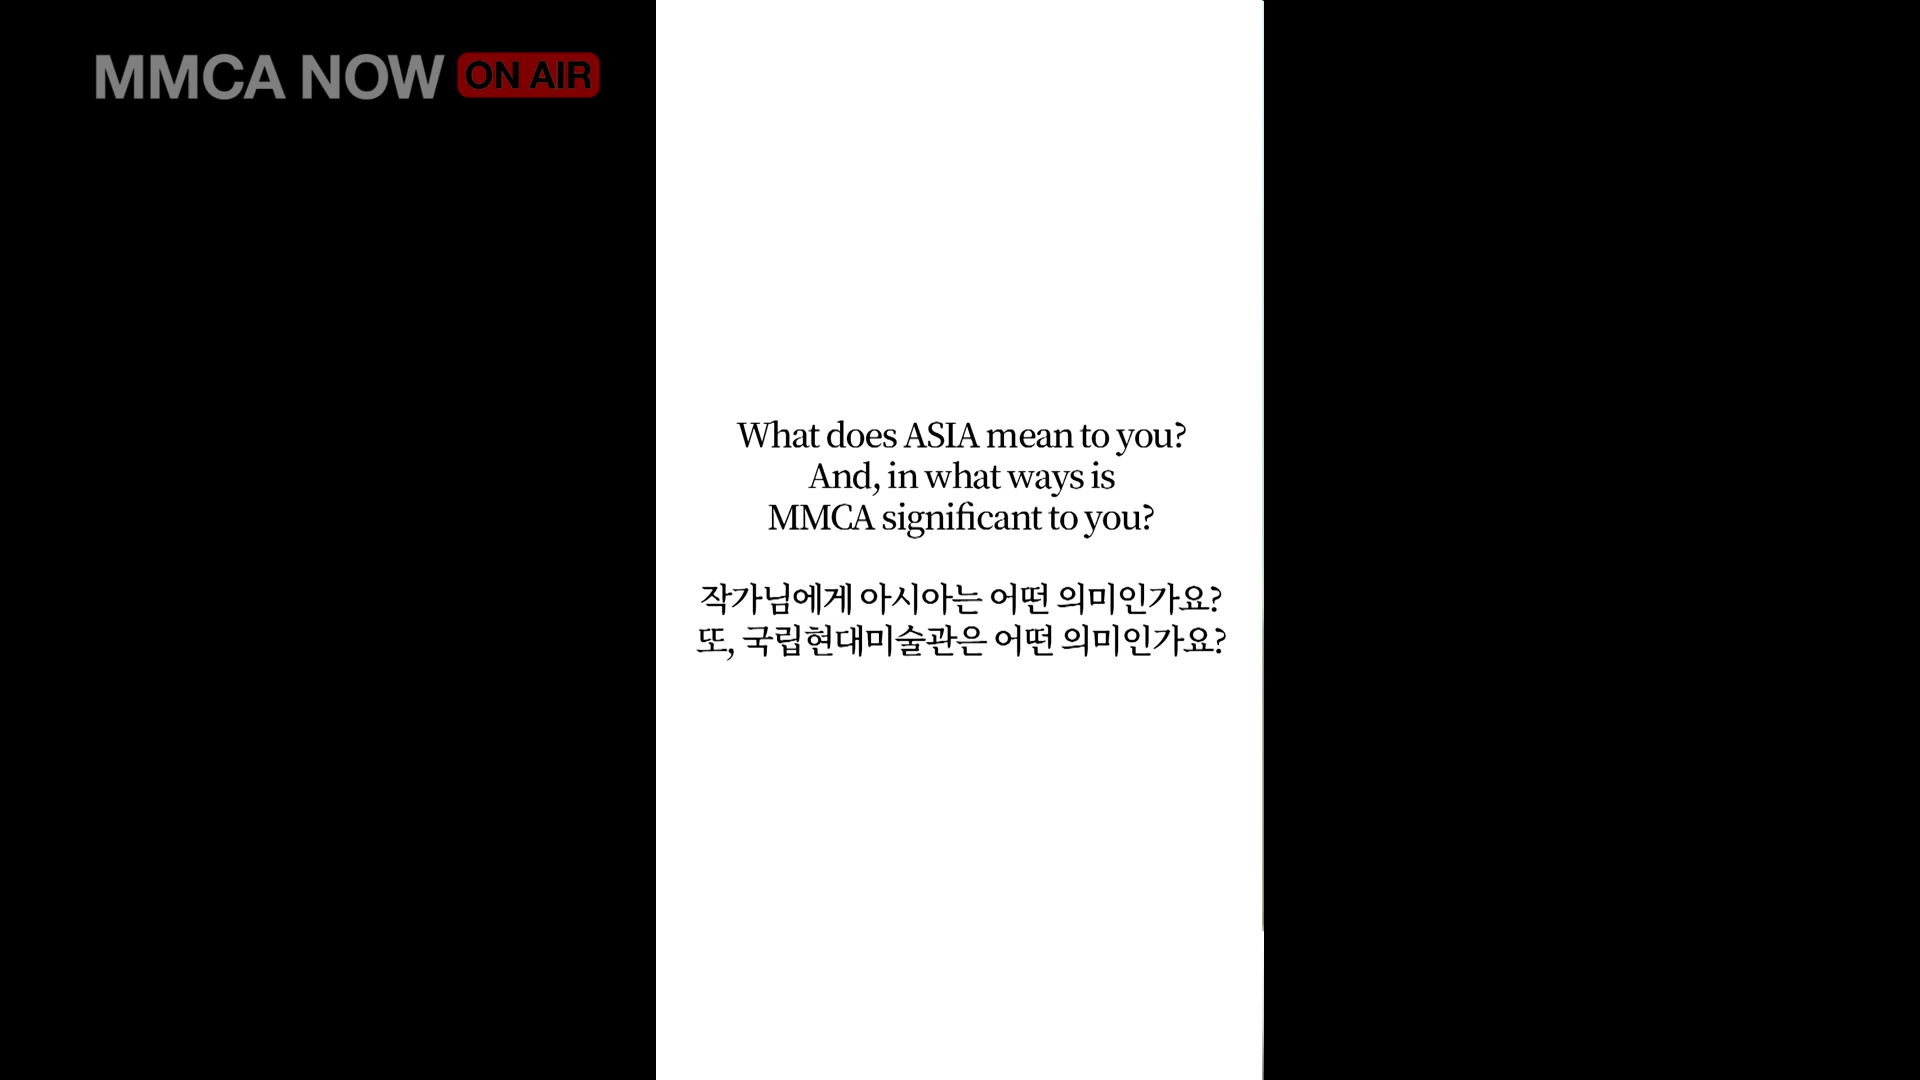 MMCA NOW ON AIR
What does ASIA mean to you?
And, in what ways is
MMCA significant to you?
작가님에게 아시아는 어떤 의미인가요?
또, 국립현대미술관은 어떤 의미인가요?